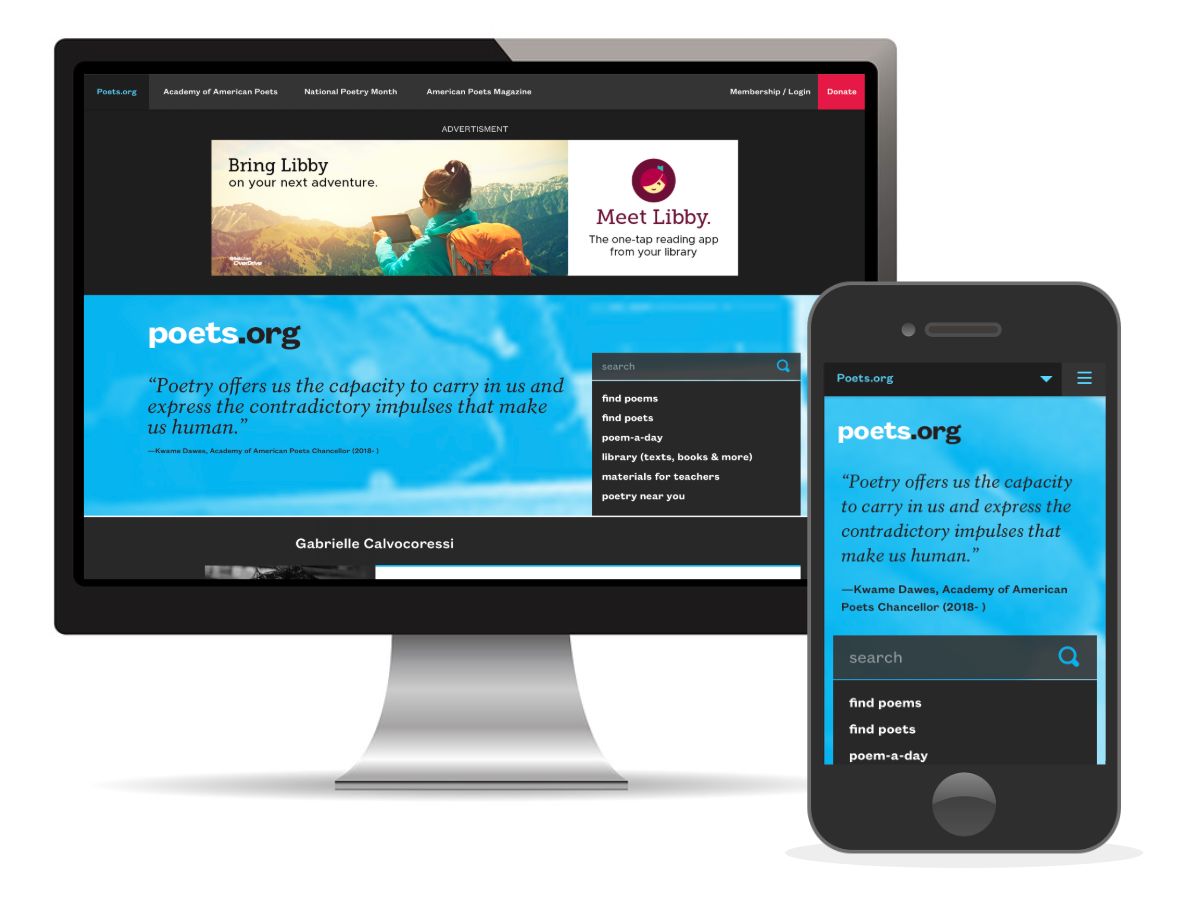 Poets.org Academy of American Poets National Poetry Month American Poets Magazine Membership / Login Donate
ADVERTISMENT
Bring Libby
on your next adventure.
OverDrive
Meet Libby.
The one-tap reading app
from your library
poets.org
“Poetry offers us the capacity to carry in us and
express the contradictory impulses that make
us human.”
—Kwame Dawes, Academy of American Poets Chancellor (2018- )
search
find poems
find poets
poem-a-day
library (texts, books & more)
materials for teachers
poetry near you
Gabrielle Calvocoressi
Poets.org
poets.org
“Poetry offers us the capacity
to carry in us and express the
contradictory impulses that
make us human.”
—Kwame Dawes, Academy of American
Poets Chancellor (2018- )
search
find poems
find poets
poem-a-day